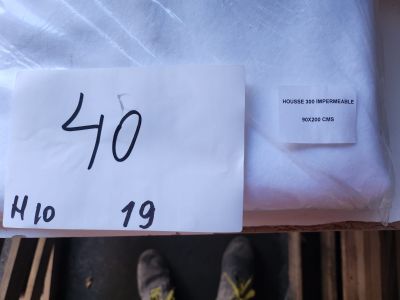 40
H10 19
HOUSSE 300 IMPERMEABLE
90X200 CMS